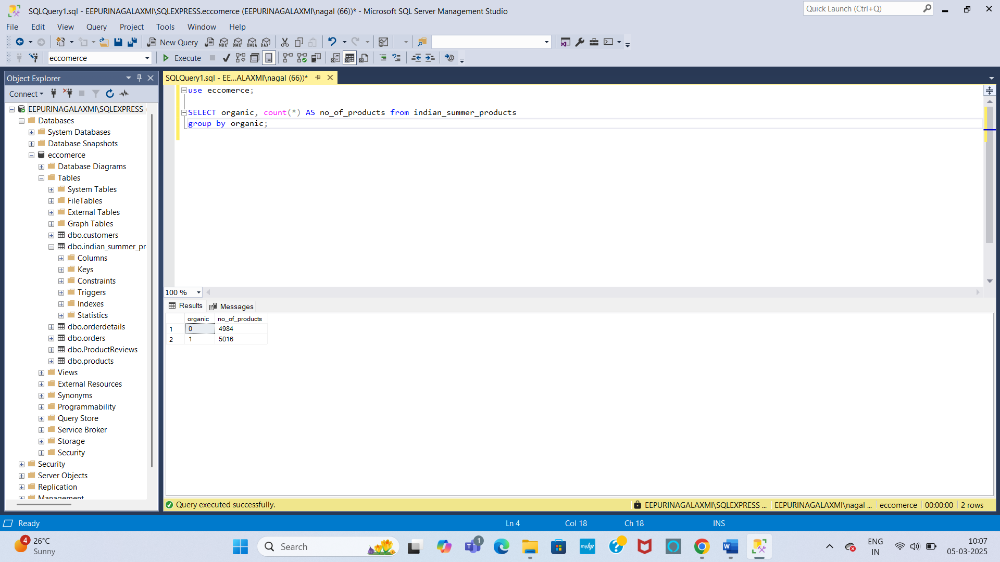 SQLQuery1.sql - EEPURINAGALAXMI\SQLEXPRESS.eccomerce (EEPURINAGALAXMI\nagal (66))* - Microsoft SQL Server Management Studio
Quick Launch (Ctrl+Q)
File Edit View Query Project Tools Window Help
New Query MDX DMX XMLA DAX
eccomerce Execute
Object Explorer
Connect
EEPURINAGALAXMI\SQLEXPRESS (
Databases
System Databases
Database Snapshots
eccomerce
Database Diagrams
Tables
System Tables
FileTables
External Tables
Graph Tables
dbo.customers
dbo.indian_summer_pr
Columns
Keys
Constraints
Triggers
Indexes
Statistics
dbo.orderdetails
dbo.orders
dbo.ProductReviews
dbo.products
Views
External Resources
Synonyms
Programmability
Query Store
Service Broker
Storage
Security
Security
Server Objects
Replication
Management
SQLQuery1.sql - EE...ALAXMI\nagal (66))*
use eccomerce;
SELECT organic, count(*) AS no_of_products from indian_summer_products
group by organic;
100 %
Results Messages
organic no_of_products
1 0 4984
2 1 5016
Query executed successfully.
EEPURINAGALAXMI\SQLEXPRESS ... EEPURINAGALAXMI\nagal ... eccomerce 00:00:00 2 rows
Ready Ln 4 Col 18 Ch 18 INS
4 26°C
Sunny
Search
1
myhp
ENG
IN
10:07
05-03-2025